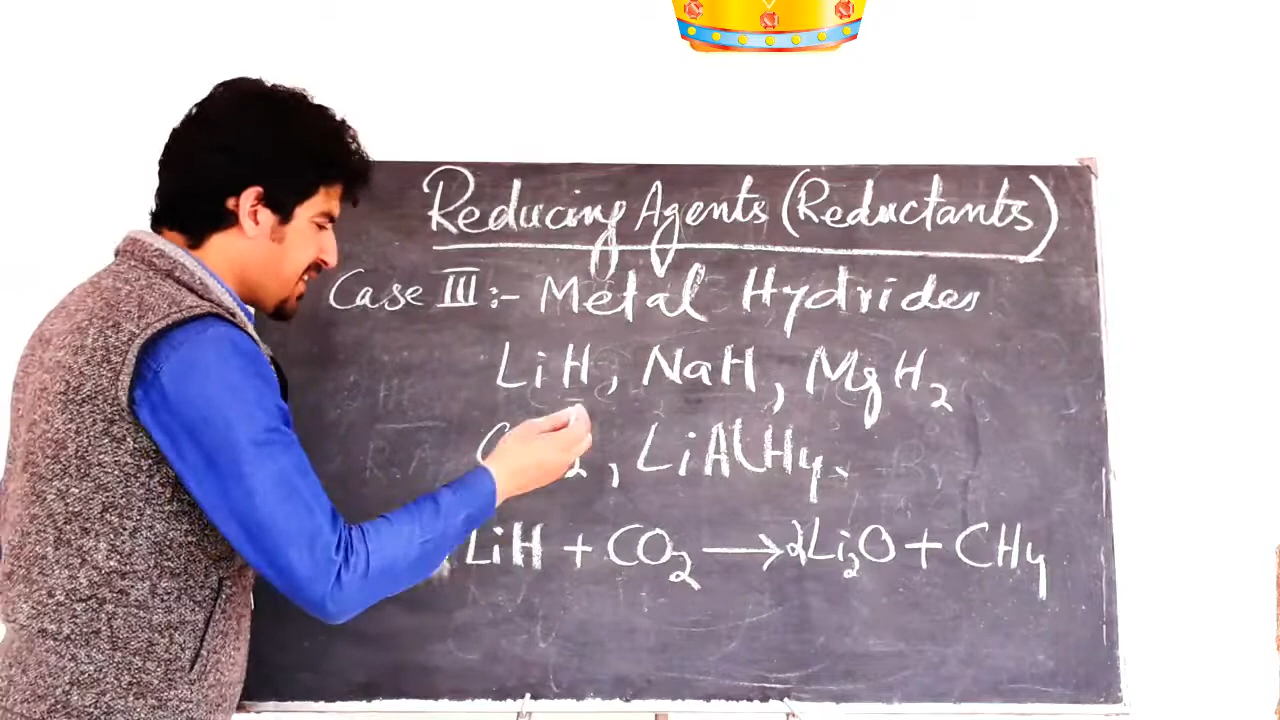 Reducing Agents (Reductants)
Case III :- Metal Hydrides
LiH, NaH, MgH₂
, LiAlH₄.
LiH + CO₂ → 2Li₂O + CH₄